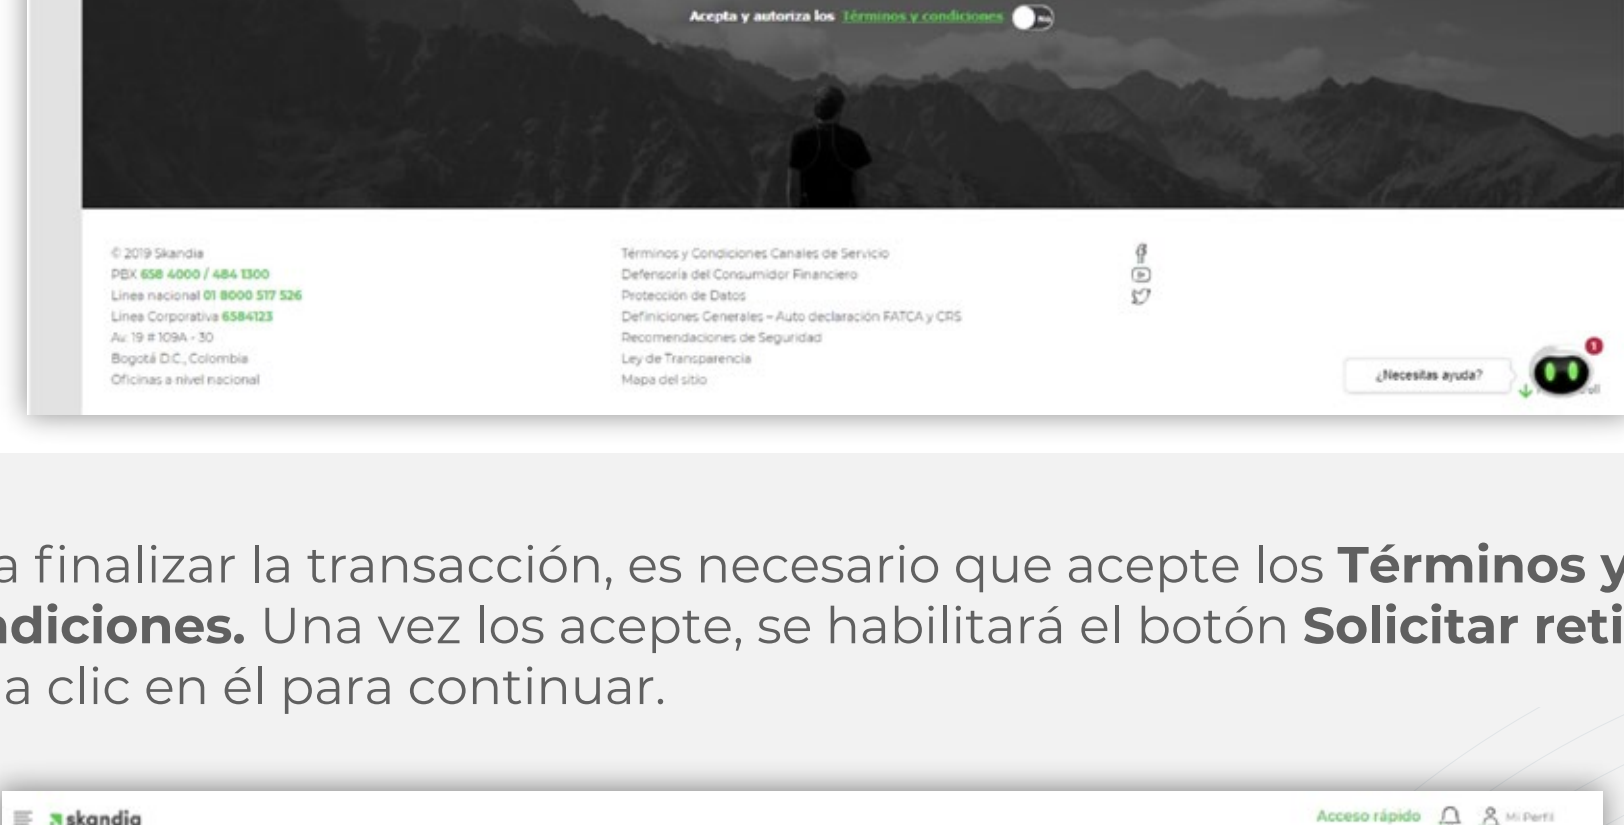 Acepta y autoriza los Términos y condiciones No
© 2019 Skandia
PBX 658 4000 / 484 1300
Línea nacional 01 8000 517 526
Línea Corporativa 6584123
Av. 19 # 109A - 30
Bogotá D.C., Colombia
Oficinas a nivel nacional
Términos y Condiciones Canales de Servicio
Defensoría del Consumidor Financiero
Protección de Datos
Definiciones Generales – Auto declaración FATCA y CRS
Recomendaciones de Seguridad
Ley de Transparencia
Mapa del sitio
1
¿Necesitas ayuda?
a finalizar la transacción, es necesario que acepte los Términos y
diciones. Una vez los acepte, se habilitará el botón Solicitar reti
a clic en él para continuar.
skandia
Acceso rápido Mi Perfil